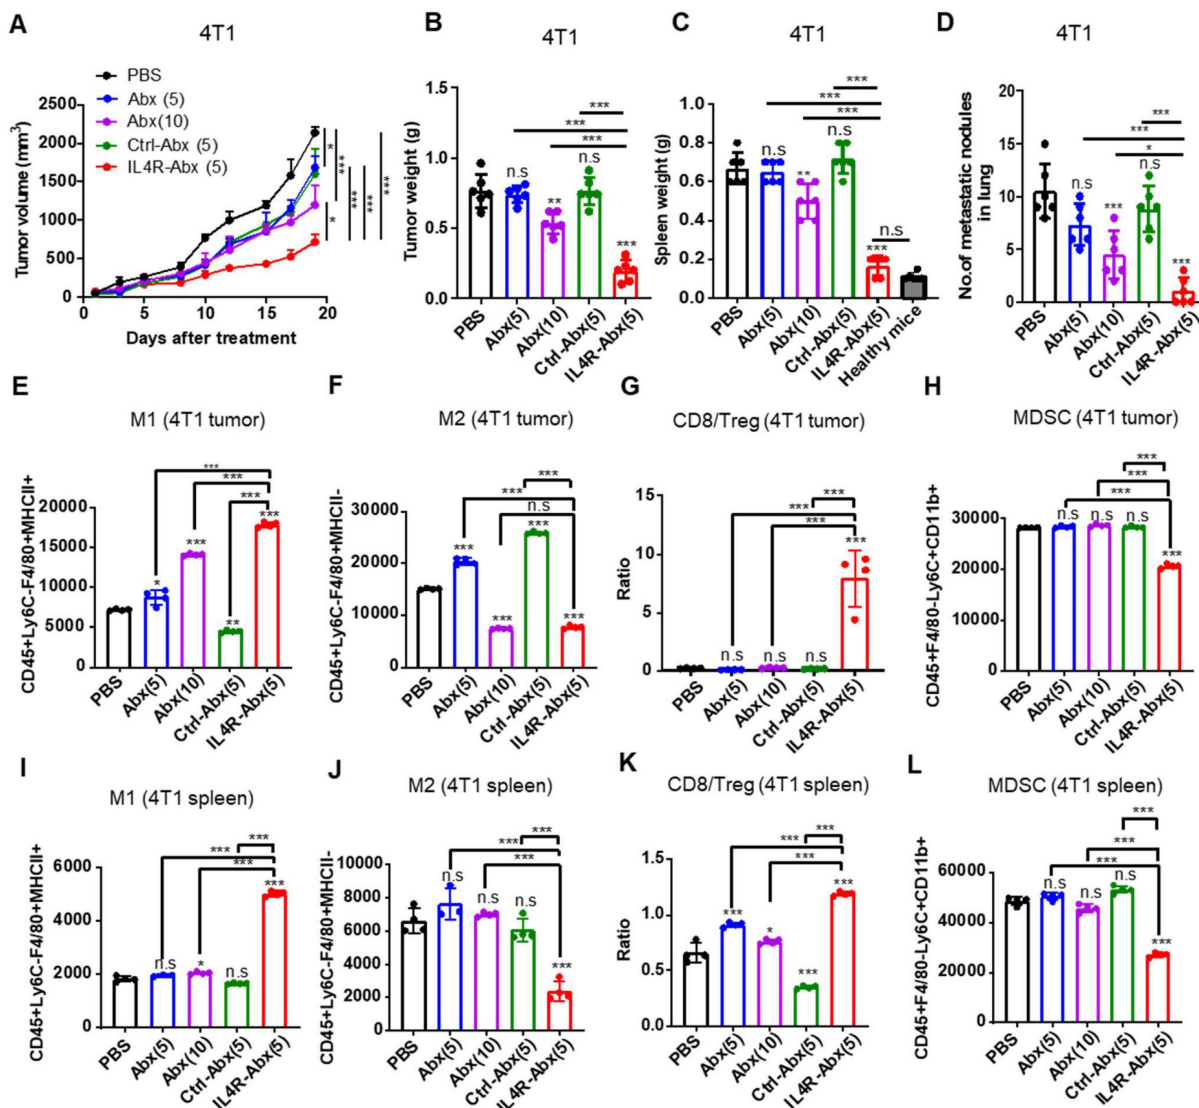 A
4T1
PBS
Abx (5)
Abx(10)
Ctrl-Abx (5)
IL4R-Abx (5)
Tumor volume (mm³)
2500
2000
1500
1000
500
0
0 5 10 15 20
Days after treatment
*
***
***
*
***
***
B
4T1
Tumor weight (g)
1.5
1.0
0.5
0.0
***
***
***
n.s
**
n.s
***
PBS
Abx(5)
Abx(10)
Ctrl-Abx(5)
IL4R-Abx(5)
C
4T1
Spleen weight (g)
1.0
0.8
0.6
0.4
0.2
0.0
***
***
***
n.s
n.s
**
n.s
***
PBS
Abx(5)
Abx(10)
Ctrl-Abx(5)
IL4R-Abx(5)
Healthy mice
D
4T1
No.of metastatic nodules
in lung
20
15
10
5
0
***
***
*
n.s
n.s
***
***
PBS
Abx(5)
Abx(10)
Ctrl-Abx(5)
IL4R-Abx(5)
E
M1 (4T1 tumor)
CD45+Ly6C-F4/80+MHCII+
20000
15000
10000
5000
0
***
***
***
*
***
**
***
PBS
Abx(5)
Abx(10)
Ctrl-Abx(5)
IL4R-Abx(5)
F
M2 (4T1 tumor)
CD45+Ly6C-F4/80+MHCII-
30000
20000
10000
0
***
***
n.s
***
***
***
***
PBS
Abx(5)
Abx(10)
Ctrl-Abx(5)
IL4R-Abx(5)
G
CD8/Treg (4T1 tumor)
Ratio
15
10
5
0
***
***
***
n.s
n.s
n.s
***
PBS
Abx(5)
Abx(10)
Ctrl-Abx(5)
IL4R-Abx(5)
H
MDSC (4T1 tumor)
CD45+F4/80-Ly6C+CD11b+
30000
20000
10000
0
***
***
***
n.s
n.s
n.s
***
PBS
Abx(5)
Abx(10)
Ctrl-Abx(5)
IL4R-Abx(5)
I
M1 (4T1 spleen)
CD45+Ly6C-F4/80+MHCII+
6000
4000
2000
0
***
***
***
n.s
*
n.s
***
PBS
Abx(5)
Abx(10)
Ctrl-Abx(5)
IL4R-Abx(5)
J
M2 (4T1 spleen)
CD45+Ly6C-F4/80+MHCII-
10000
8000
6000
4000
2000
0
***
***
***
n.s
n.s
n.s
***
PBS
Abx(5)
Abx(10)
Ctrl-Abx(5)
IL4R-Abx(5)
K
CD8/Treg (4T1 spleen)
Ratio
1.5
1.0
0.5
0.0
***
***
***
***
*
***
***
PBS
Abx(5)
Abx(10)
Ctrl-Abx(5)
IL4R-Abx(5)
L
MDSC (4T1 spleen)
CD45+F4/80-Ly6C+CD11b+
60000
40000
20000
0
***
***
***
n.s
n.s
n.s
***
PBS
Abx(5)
Abx(10)
Ctrl-Abx(5)
IL4R-Abx(5)